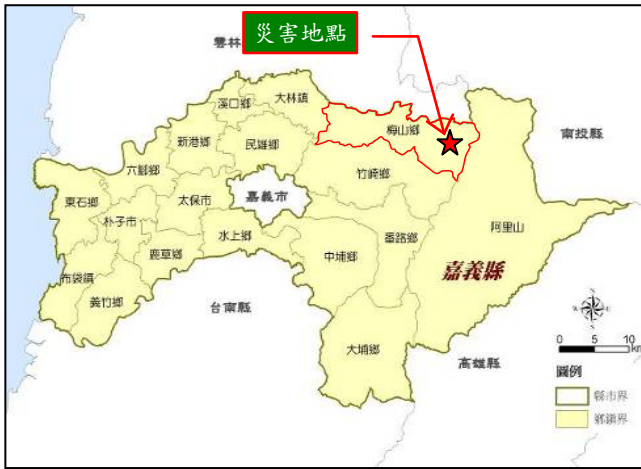 災害地點
雲林
大林鎮
溪口鄉
梅山鄉
南投縣
新港鄉
民雄鄉
六腳鄉
竹崎鄉
東石鄉
太保市
嘉義市
朴子市
水上鄉
番路鄉
阿里山
鹿草鄉
中埔鄉
嘉義縣
布袋鎮
義竹鄉
台南縣
大埔鄉
高雄縣
0 5 10
km
圖例
縣市界
鄉鎮界